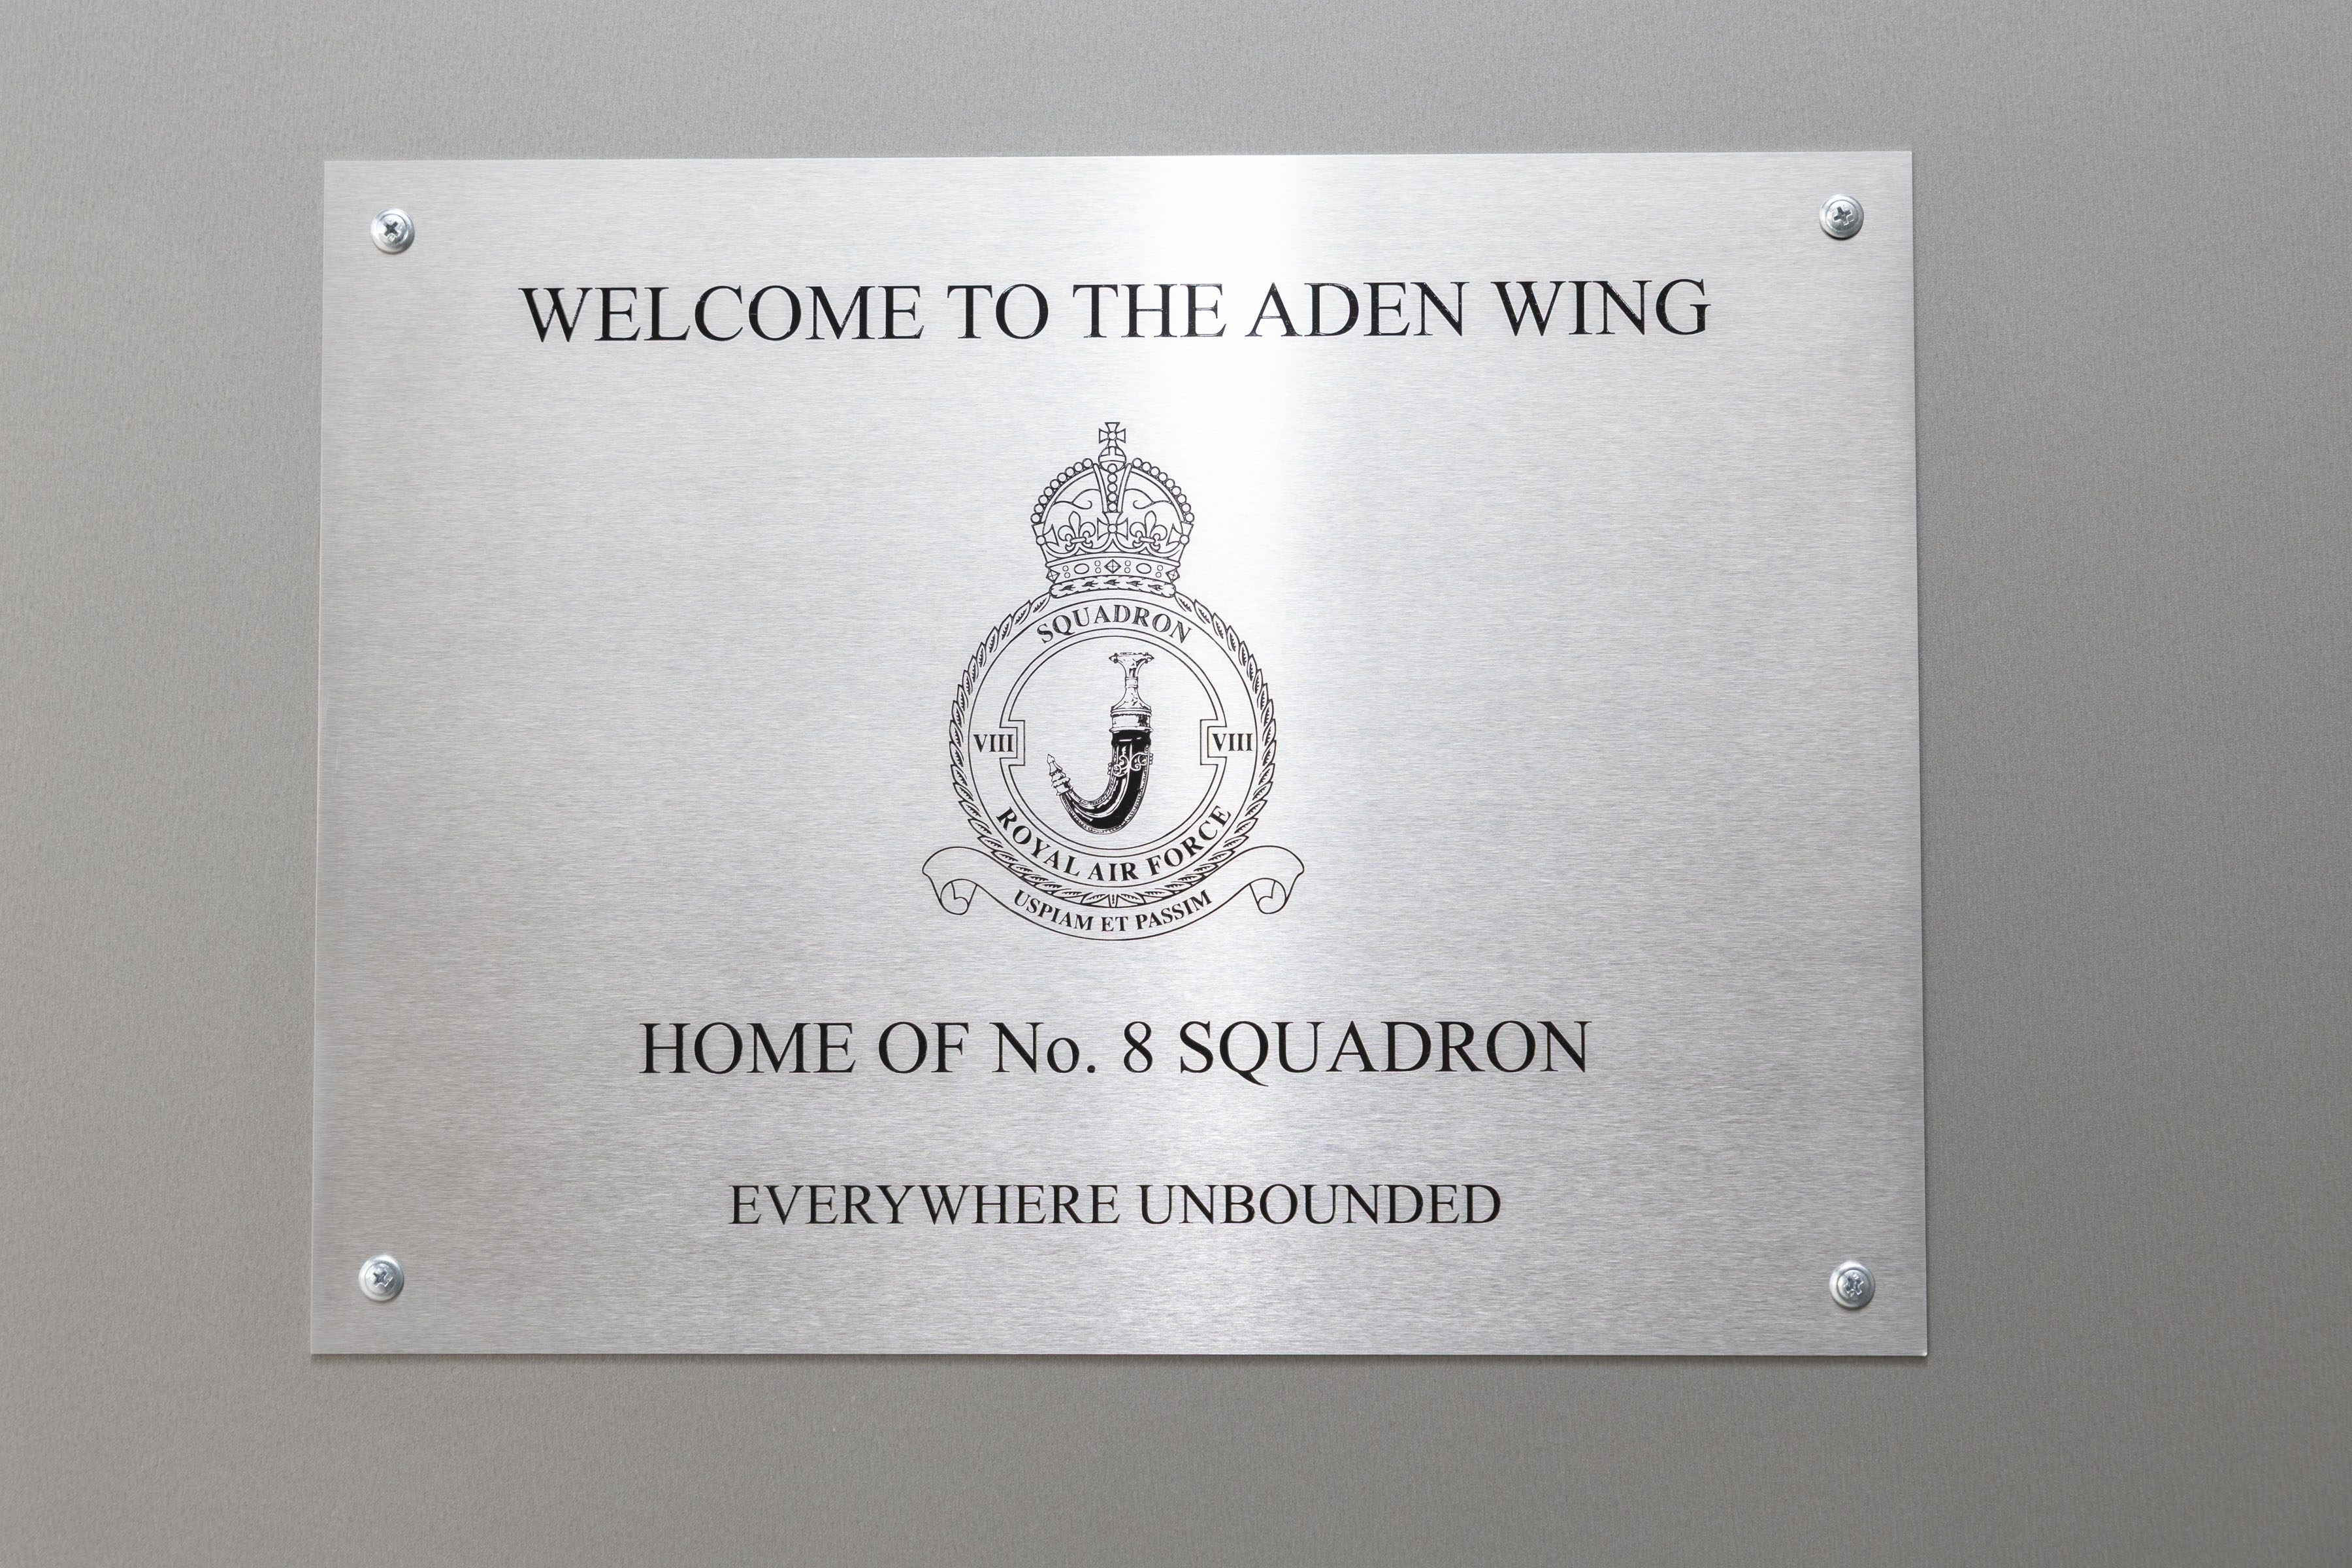 WELCOME TO THE ADEN WING
SQUADRON
VIII VIII
ROYAL AIR FORCE
USPIAM ET PASSIM
HOME OF No. 8 SQUADRON
EVERYWHERE UNBOUNDED